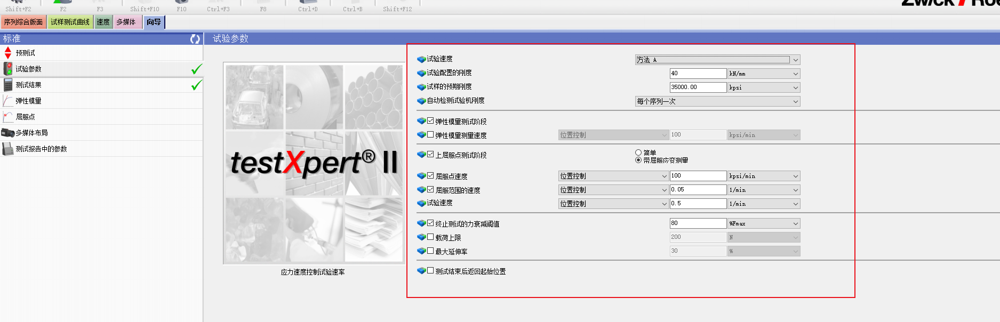 Shift+F2 F2 F3 Shift+F10 F10 Ctrl+F3 F8 Ctrl+D Ctrl+B Shift+F12
序列综合版面 试样测试曲线 速度 多媒体 向导
标准
预测试
试验参数
测试结果
弹性模量
屈服点
多媒体布局
测试报告中的参数
试验参数
testXpert® II
应力速度控制试验速率
试验速度 方法 A
试验配置的刚度 40 kN/mm
试样的预期刚度 35000.00 kpsi
自动检测试验机刚度 每个序列一次
弹性模量测试阶段
弹性模量测量速度 位置控制 100 kpsi/min
上屈服点测试阶段 简单
带屈服应变测量
屈服点速度 位置控制 100 kpsi/min
屈服范围的速度 位置控制 0.05 1/min
试验速度 位置控制 0.5 1/min
终止测试的力衰减阈值 80 %Fmax
载荷上限 200 N
最大延伸率 30 %
测试结束后返回起始位置